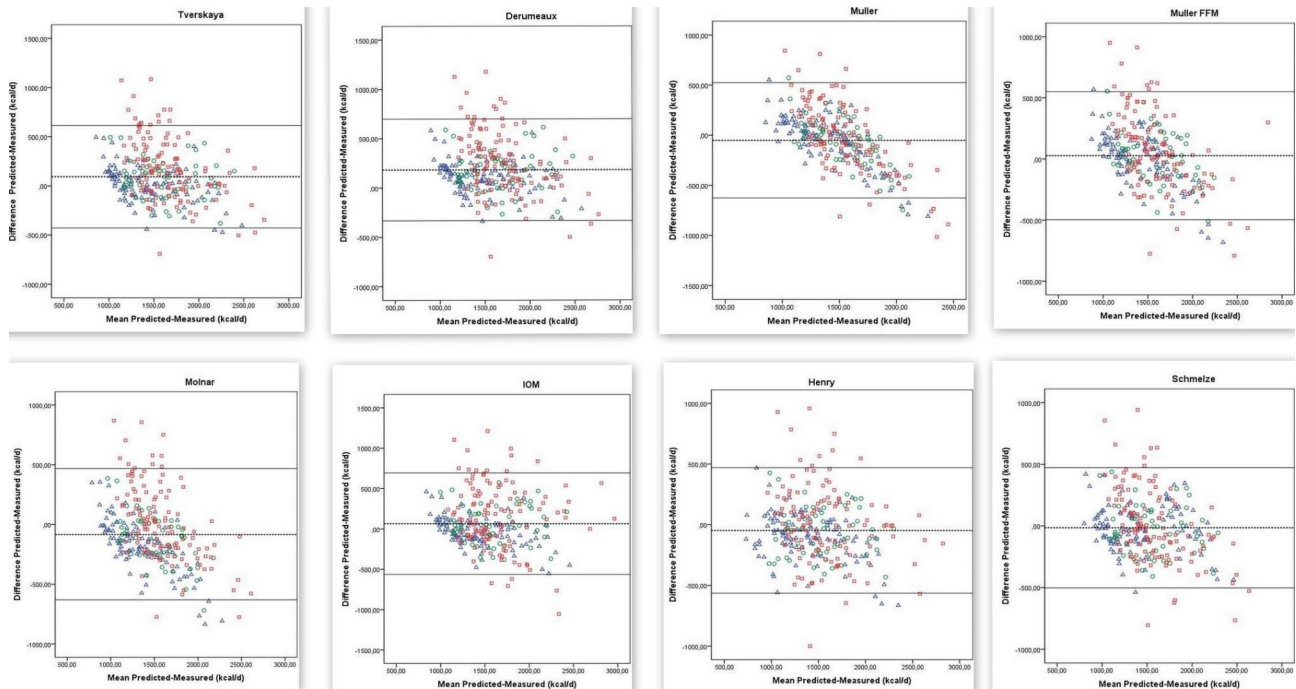 Tverskaya
Difference Predicted-Measured (kcal/d)
1500,00
1000,00
500,00
,00
-500,00
-1000,00
500,00 1000,00 1500,00 2000,00 2500,00 3000,00
Mean Predicted-Measured (kcal/d)
Derumeaux
Difference Predicted-Measured (kcal/d)
1500,00
1000,00
500,00
,00
-500,00
-1000,00
500,00 1000,00 1500,00 2000,00 2500,00 3000,00
Mean Predicted-Measured (kcal/d)
Muller
Difference Predicted-Measured (kcal/d)
1000,00
500,00
,00
-500,00
-1000,00
-1500,00
500,00 1000,00 1500,00 2000,00 2500,00
Mean Predicted-Measured (kcal/d)
Muller FFM
Difference Predicted-Measured (kcal/d)
1000,00
500,00
,00
-500,00
-1000,00
500,00 1000,00 1500,00 2000,00 2500,00 3000,00
Mean Predicted-Measured (kcal/d)
Molnar
Difference Predicted-Measured (kcal/d)
1000,00
500,00
,00
-500,00
-1000,00
500,00 1000,00 1500,00 2000,00 2500,00 3000,00
Mean Predicted-Measured (kcal/d)
IOM
Difference Predicted-Measured (kcal/d)
1500,00
1000,00
500,00
,00
-500,00
-1000,00
-1500,00
500,00 1000,00 1500,00 2000,00 2500,00 3000,00
Mean Predicted-Measured (kcal/d)
Henry
Difference Predicted-Measured (kcal/d)
1000,00
500,00
,00
-500,00
-1000,00
500,00 1000,00 1500,00 2000,00 2500,00 3000,00
Mean Predicted-Measured (kcal/d)
Schmelze
Difference Predicted-Measured (kcal/d)
1000,00
500,00
,00
-500,00
-1000,00
500,00 1000,00 1500,00 2000,00 2500,00 3000,00
Mean Predicted-Measured (kcal/d)